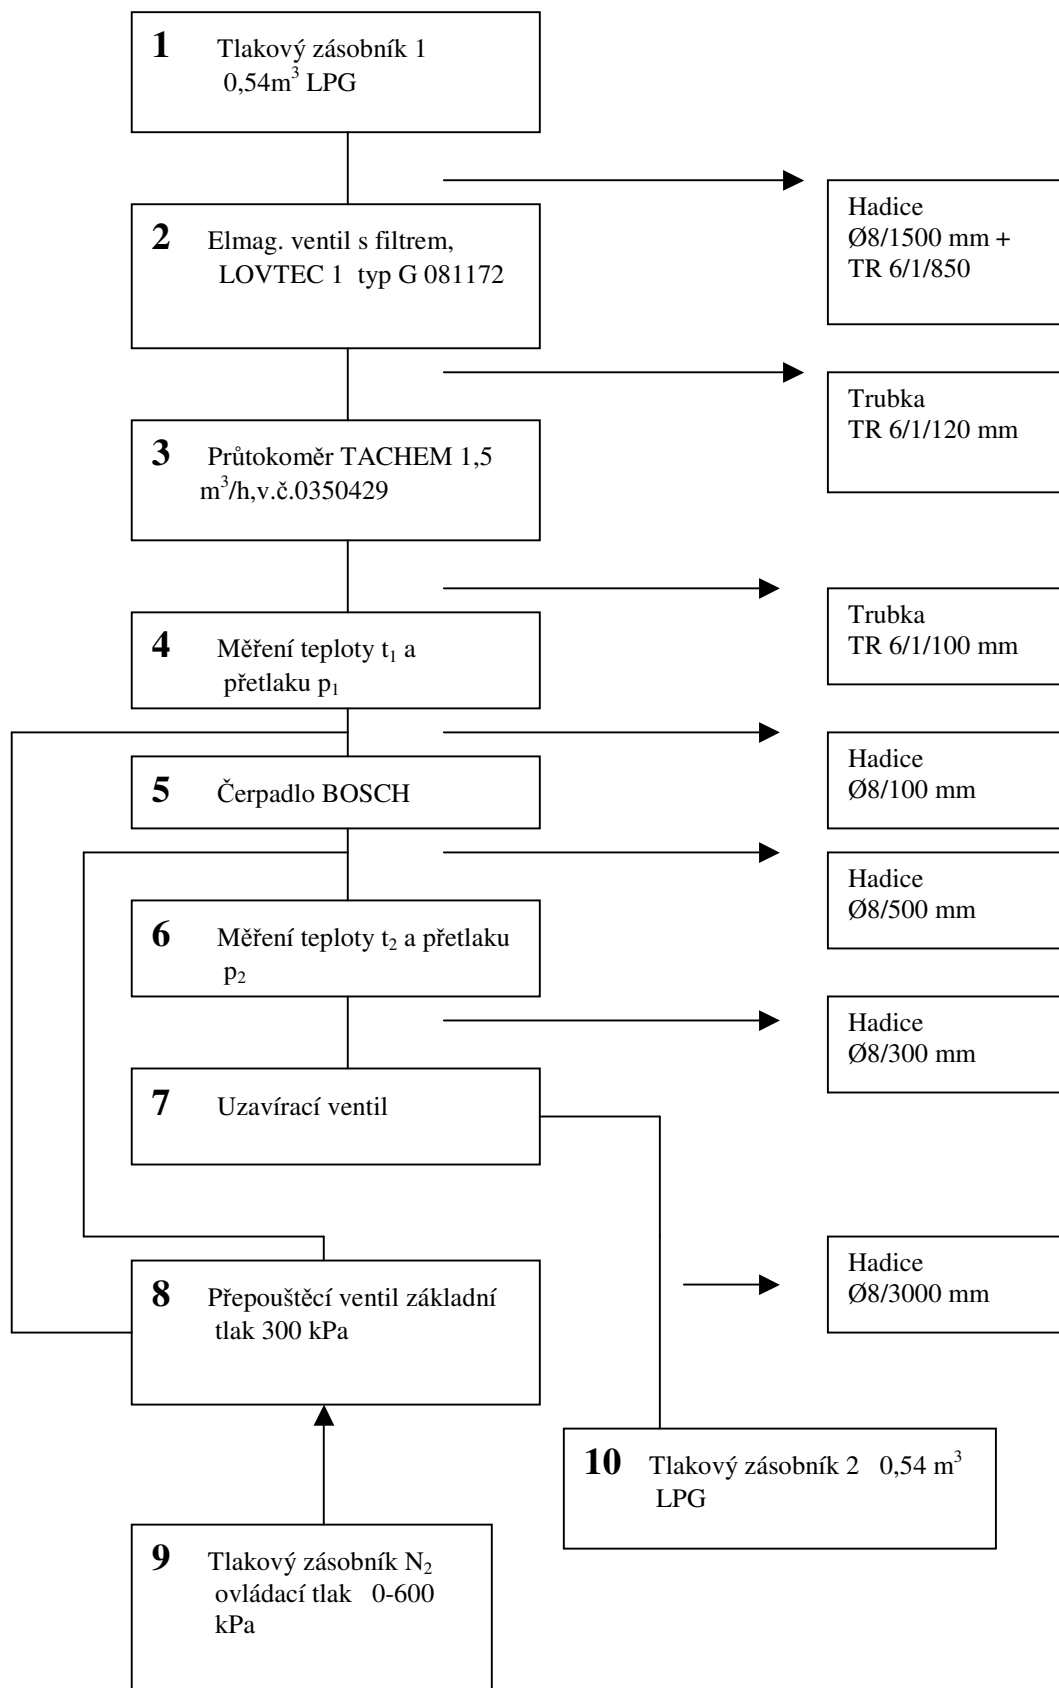 1 Tlakový zásobník 1
0,54m³ LPG
Hadice
Ø8/1500 mm +
TR 6/1/850
2 Elmag. ventil s filtrem,
LOVTEC 1 typ G 081172
Trubka
TR 6/1/120 mm
3 Průtokoměr TACHEM 1,5
m³/h,v.č.0350429
Trubka
TR 6/1/100 mm
4 Měření teploty t₁ a
přetlaku p₁
Hadice
Ø8/100 mm
5 Čerpadlo BOSCH
Hadice
Ø8/500 mm
6 Měření teploty t₂ a přetlaku
p₂
Hadice
Ø8/300 mm
7 Uzavírací ventil
Hadice
Ø8/3000 mm
8 Přepouštěcí ventil základní
tlak 300 kPa
10 Tlakový zásobník 2 0,54 m³
LPG
9 Tlakový zásobník N₂
ovládací tlak 0-600
kPa